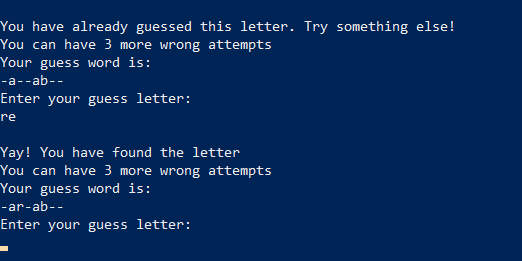 You have already guessed this letter. Try something else!
You can have 3 more wrong attempts
Your guess word is:
-a--ab--
Enter your guess letter:
re
Yay! You have found the letter
You can have 3 more wrong attempts
Your guess word is:
-ar-ab--
Enter your guess letter: